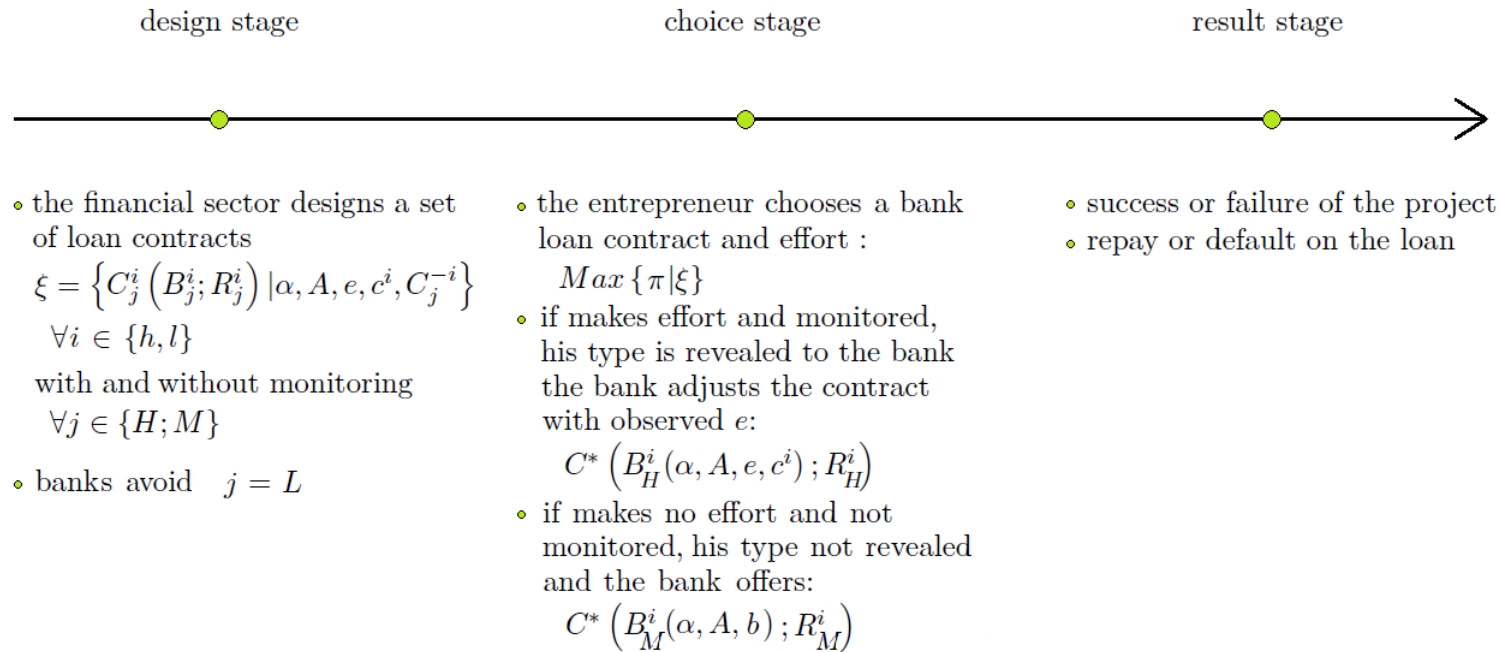 design stage
choice stage
result stage
the financial sector designs a set
of loan contracts
ξ = {C_j^i (B_j^i; R_j^i) |α, A, e, c^i, C_j^{-i}}
∀i ∈ {h, l}
with and without monitoring
∀j ∈ {H; M}
banks avoid j = L
the entrepreneur chooses a bank
loan contract and effort :
Max {π|ξ}
if makes effort and monitored,
his type is revealed to the bank
the bank adjusts the contract
with observed e:
C* (B_H^i(α, A, e, c^i) ; R_H^i)
if makes no effort and not
monitored, his type not revealed
and the bank offers:
C* (B_M^i(α, A, b) ; R_M^i)
success or failure of the project
repay or default on the loan